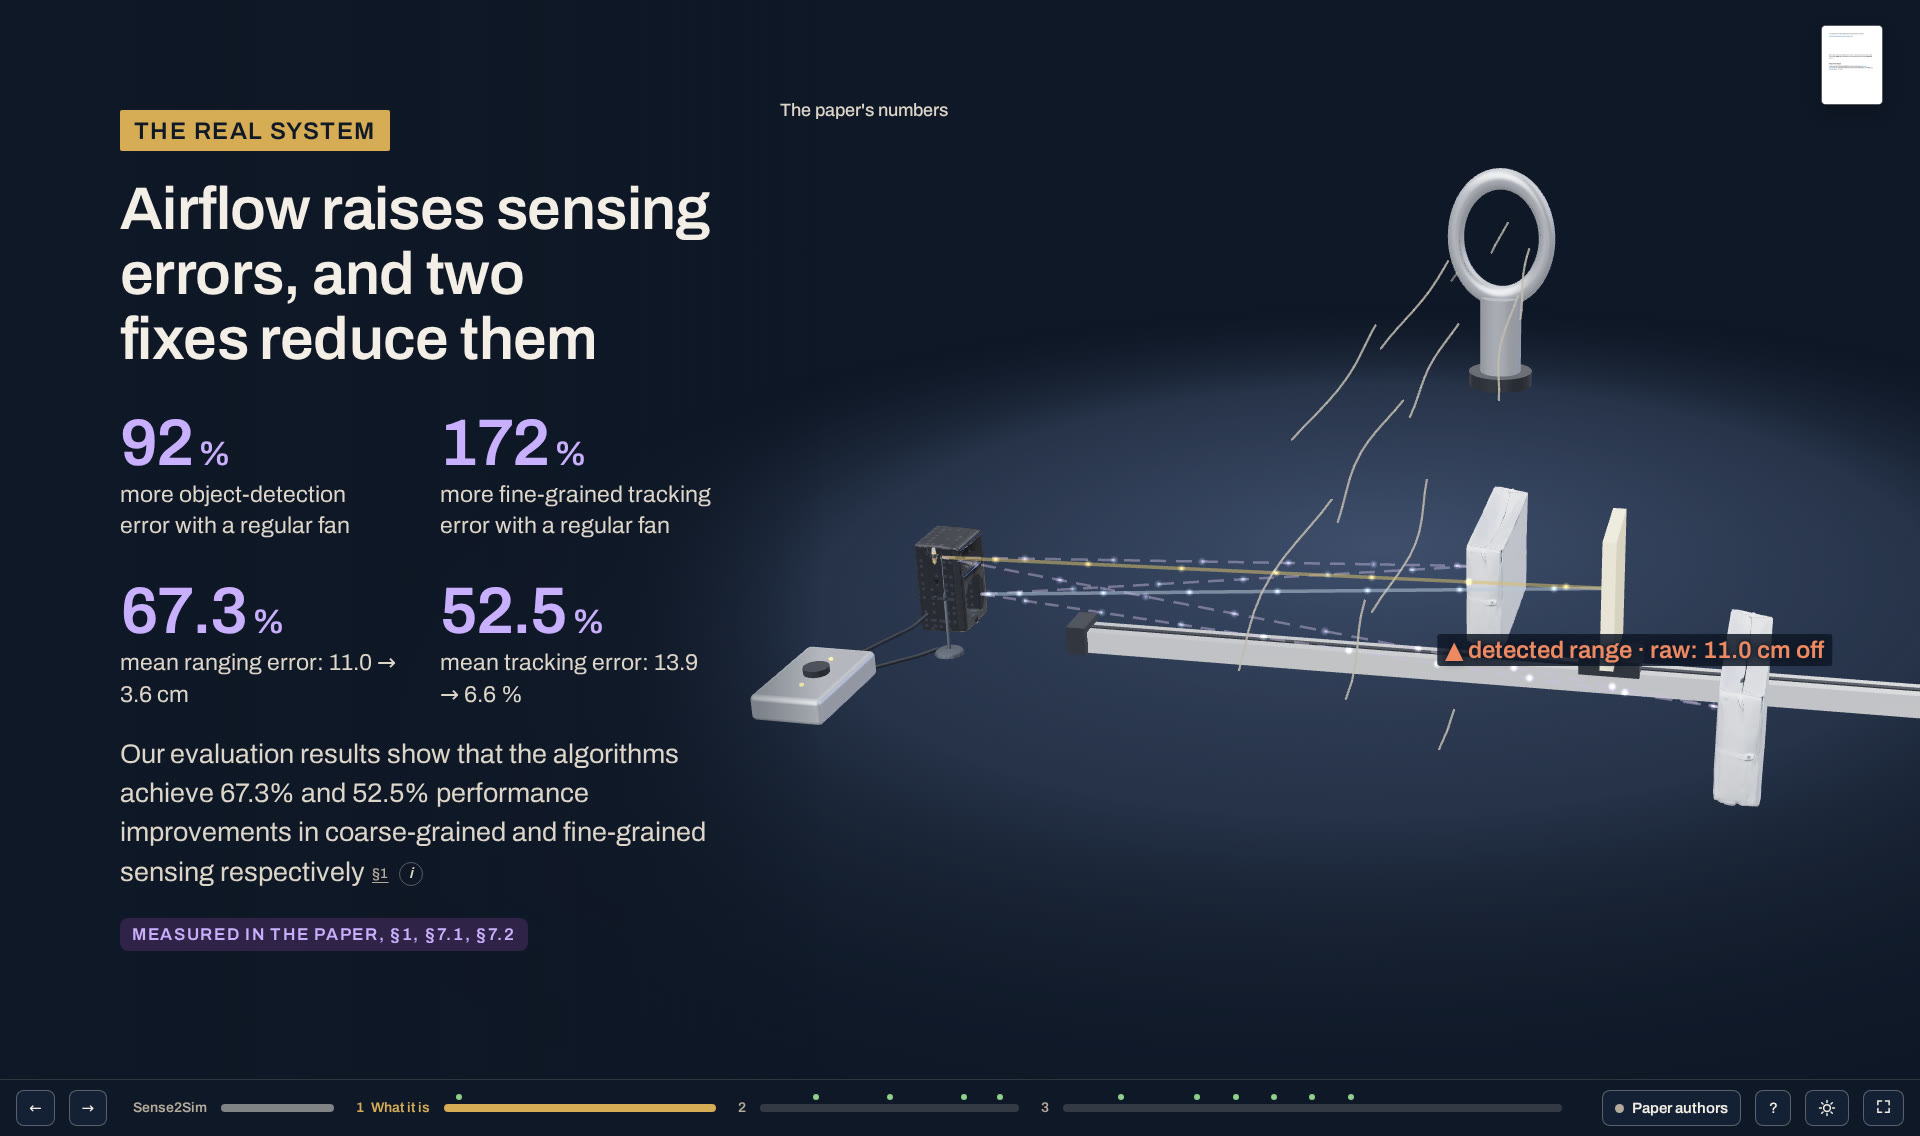 THE REAL SYSTEM
The paper's numbers
Airflow raises sensing
errors, and two
fixes reduce them
92 %
more object-detection
error with a regular fan
172 %
more fine-grained tracking
error with a regular fan
67.3 %
mean ranging error: 11.0 →
3.6 cm
52.5 %
mean tracking error: 13.9
→ 6.6 %
▲ detected range · raw: 11.0 cm off
Our evaluation results show that the algorithms
achieve 67.3% and 52.5% performance
improvements in coarse-grained and fine-grained
sensing respectively §1 i
MEASURED IN THE PAPER, §1, §7.1, §7.2
← → Sense2Sim 1 What it is 2 3 Paper authors ?